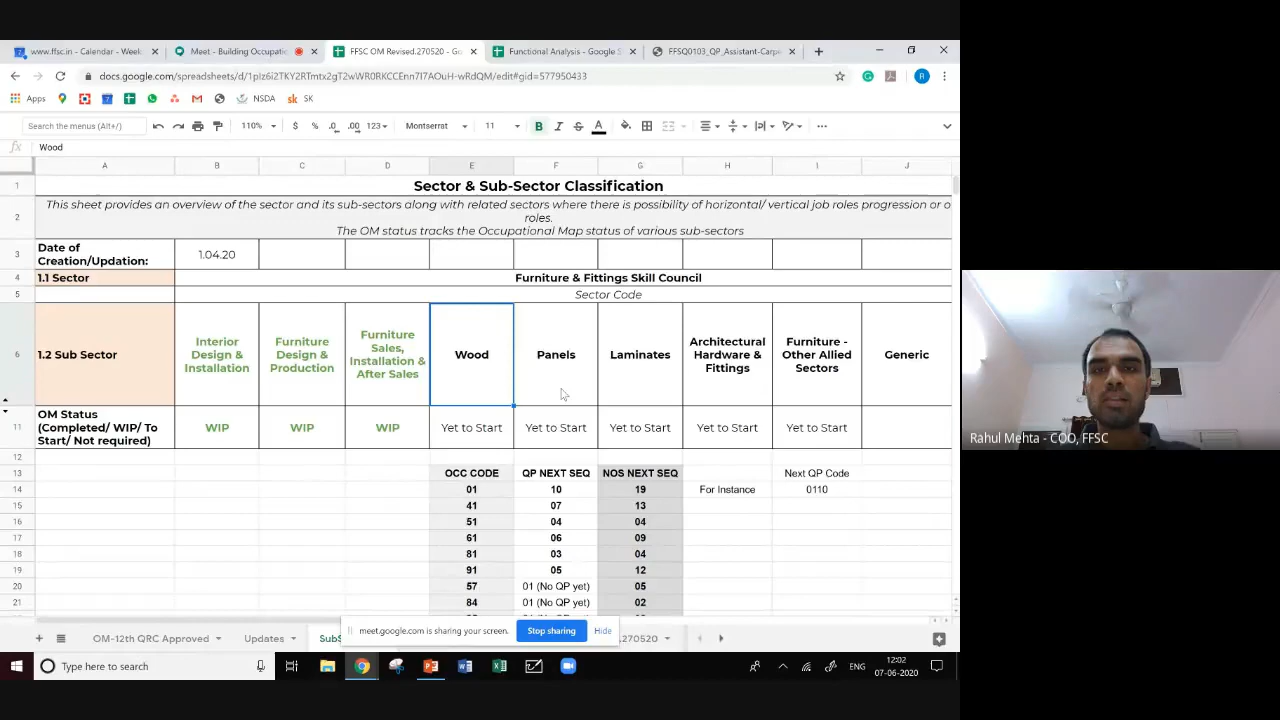 www.ffsc.in - Calendar - Week
Meet - Building Occupati
FFSC OM Revised.270520 - Go
Functional Analysis - Google S
FFSQ0103_QP_Assistant-Carpe
docs.google.com/spreadsheets/d/1pIz6i2TKY2RTmtx2gT2wWR0RKCCEnn7I7AOuH-wRdQM/edit#gid=577950433
R
Apps
NSDA
SK
Search the menus (Alt+/)
110%
$
%
.0
.00
123
Montserrat
11
B
I
S
A
fx
Wood
A
B
C
D
E
F
G
H
I
J
1
Sector & Sub-Sector Classification
2
This sheet provides an overview of the sector and its sub-sectors along with related sectors where there is possibility of horizontal/ vertical job roles progression or o
roles.
The OM status tracks the Occupational Map status of various sub-sectors
3
Date of
Creation/Updation:
1.04.20
4
1.1 Sector
Furniture & Fittings Skill Council
5
Sector Code
6
1.2 Sub Sector
Interior
Design &
Installation
Furniture
Design &
Production
Furniture
Sales,
Installation &
After Sales
Wood
Panels
Laminates
Architectural
Hardware &
Fittings
Furniture -
Other Allied
Sectors
Generic
11
OM Status
(Completed/ WIP/ To
Start/ Not required)
WIP
WIP
WIP
Yet to Start
Yet to Start
Yet to Start
Yet to Start
Yet to Start
12
13
OCC CODE
QP NEXT SEQ
NOS NEXT SEQ
Next QP Code
14
01
10
19
For Instance
0110
15
41
07
13
16
51
04
04
17
61
06
09
18
81
03
04
19
91
05
12
20
57
01 (No QP yet)
05
21
84
01 (No QP yet)
02
OM-12th QRC Approved
Updates
SubS
meet.google.com is sharing your screen.
Stop sharing
Hide
.270520
Type here to search
ENG
12:02
07-06-2020
Rahul Mehta - COO, FFSC